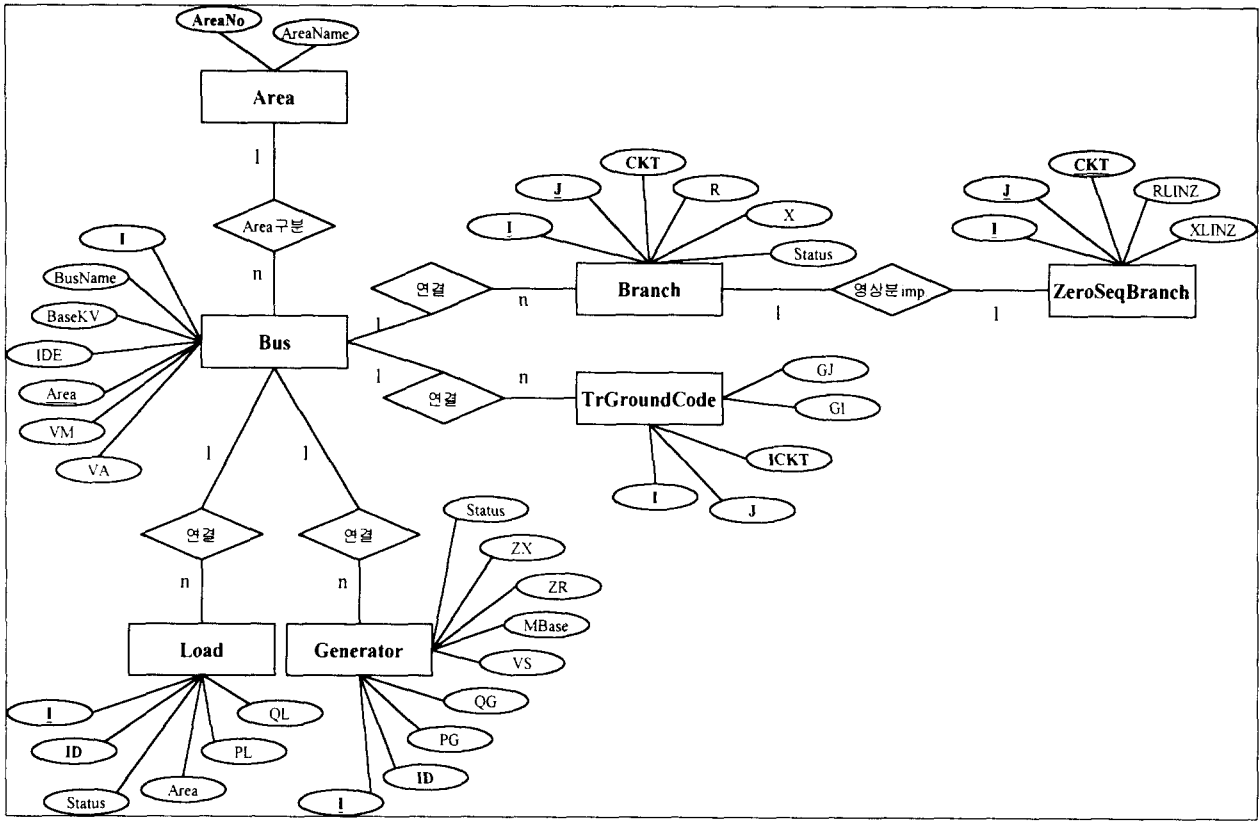 AreaNo
AreaName
Area
1
Area구분
n
I
BusName
BaseKV
IDE
Area
VM
VA
Bus
1
연결
n
I
J
CKT
R
X
Status
Branch
1
영상분imp
1
I
J
CKT
RLINZ
XLINZ
ZeroSeqBranch
1
연결
n
TrGroundCode
GJ
GI
ICKT
J
I
1
연결
n
Load
I
ID
Status
Area
PL
QL
1
연결
n
Generator
Status
ZX
ZR
MBase
VS
QG
PG
ID
I